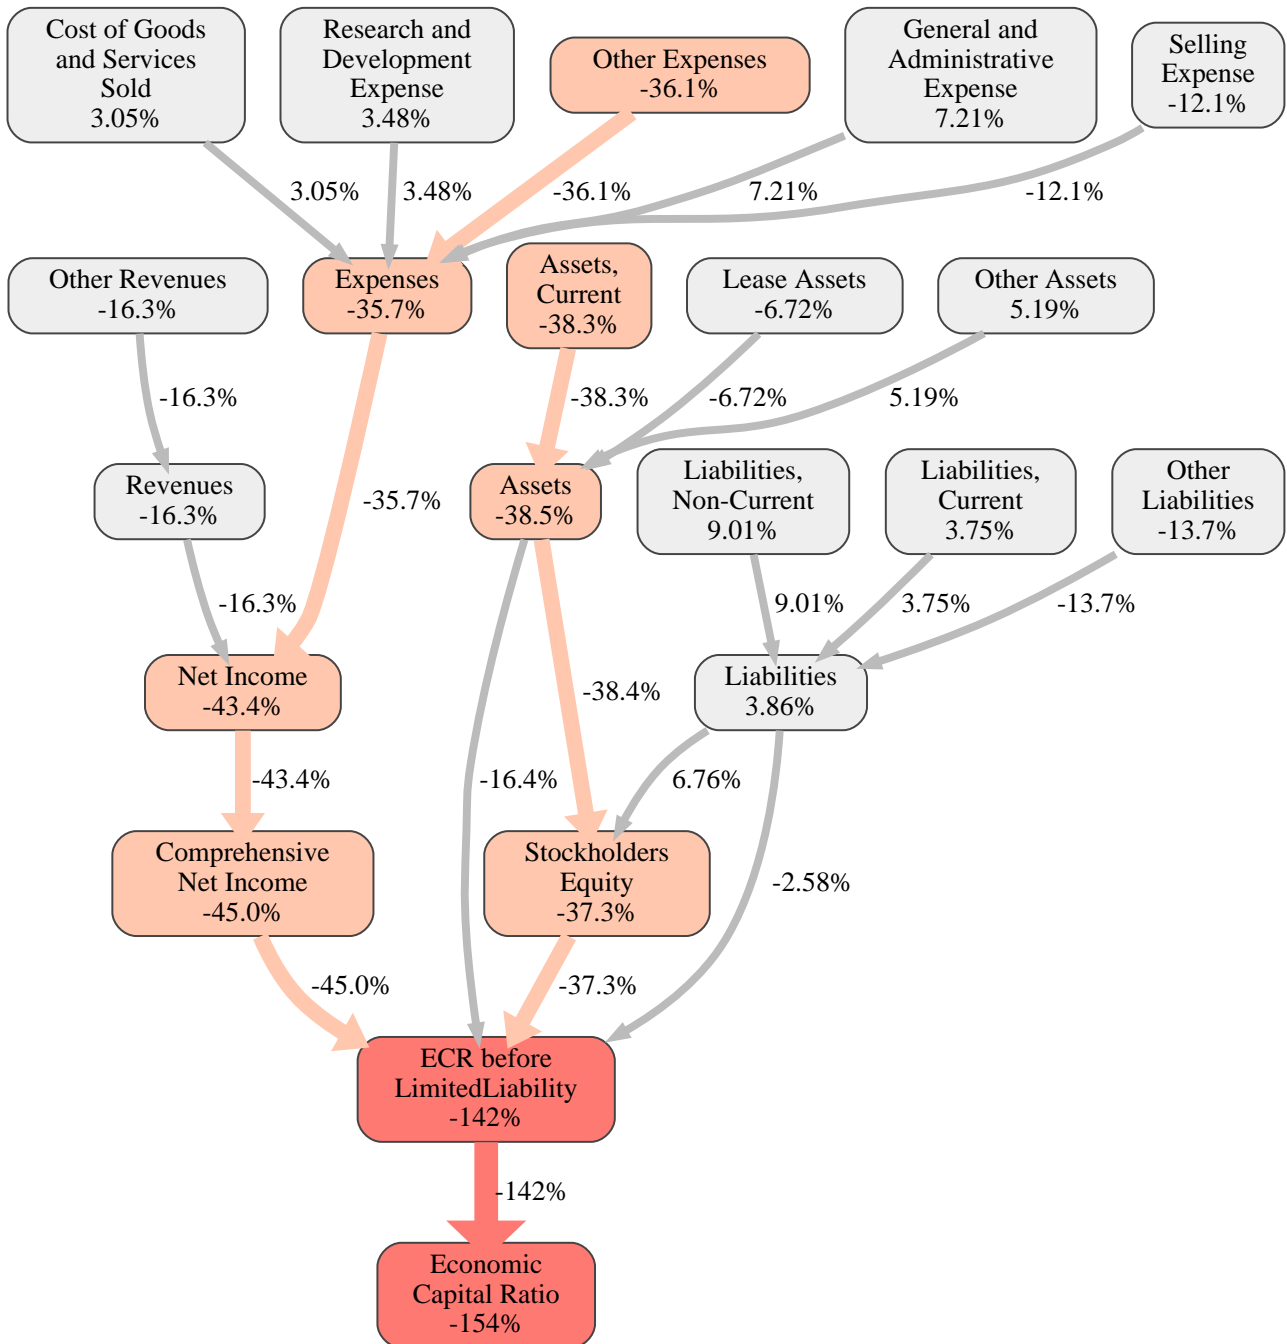 Cost of Goods
and Services
Sold
3.05%
Research and
Development
Expense
3.48%
Other Expenses
-36.1%
General and
Administrative
Expense
7.21%
Selling
Expense
-12.1%
3.05%
3.48%
-36.1%
7.21%
-12.1%
Other Revenues
-16.3%
Expenses
-35.7%
Assets,
Current
-38.3%
Lease Assets
-6.72%
Other Assets
5.19%
-16.3%
-38.3%
-6.72%
5.19%
Revenues
-16.3%
-35.7%
Assets
-38.5%
Liabilities,
Non-Current
9.01%
Liabilities,
Current
3.75%
Other
Liabilities
-13.7%
-16.3%
9.01%
3.75%
-13.7%
Net Income
-43.4%
-38.4%
Liabilities
3.86%
-43.4%
-16.4%
6.76%
Comprehensive
Net Income
-45.0%
Stockholders
Equity
-37.3%
-2.58%
-45.0%
-37.3%
ECR before
LimitedLiability
-142%
-142%
Economic
Capital Ratio
-154%